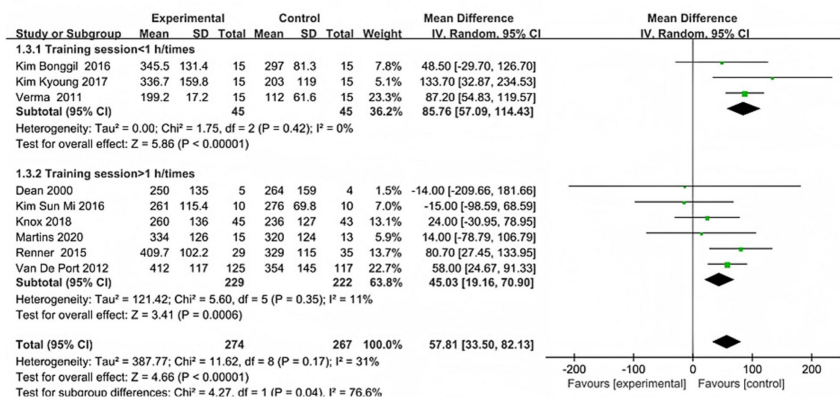 Experimental Control Mean Difference Mean Difference
Study or Subgroup Mean SD Total Mean SD Total Weight IV, Random, 95% CI IV, Random, 95% CI
1.3.1 Training session<1 h/times
Kim Bonggil 2016 345.5 131.4 15 297 81.3 15 7.8% 48.50 [-29.70, 126.70]
Kim Kyoung 2017 336.7 159.8 15 203 119 15 5.1% 133.70 [32.87, 234.53]
Verma 2011 199.2 17.2 15 112 61.6 15 23.3% 87.20 [54.83, 119.57]
Subtotal (95% CI) 45 45 36.2% 85.76 [57.09, 114.43]
Heterogeneity: Tau² = 0.00; Chi² = 1.75, df = 2 (P = 0.42); I² = 0%
Test for overall effect: Z = 5.86 (P < 0.00001)
1.3.2 Training session>1 h/times
Dean 2000 250 135 5 264 159 4 1.5% -14.00 [-209.66, 181.66]
Kim Sun Mi 2016 261 115.4 10 276 69.8 10 7.0% -15.00 [-98.59, 68.59]
Knox 2018 260 136 45 236 127 43 13.1% 24.00 [-30.95, 78.95]
Martins 2020 334 126 15 320 124 13 5.9% 14.00 [-78.79, 106.79]
Renner 2015 409.7 102.2 29 329 115 35 13.5% 80.70 [27.45, 133.95]
Van De Port 2012 412 117 125 354 145 117 22.7% 58.00 [24.67, 91.33]
Subtotal (95% CI) 229 222 63.8% 45.03 [19.16, 70.90]
Heterogeneity: Tau² = 121.42; Chi² = 5.60, df = 5 (P = 0.35); I² = 11%
Test for overall effect: Z = 3.41 (P = 0.0006)
Total (95% CI) 274 267 100.0% 57.81 [33.50, 82.13]
Heterogeneity: Tau² = 387.77; Chi² = 11.62, df = 8 (P = 0.17); I² = 31%
Test for overall effect: Z = 4.66 (P < 0.00001)
Test for subgroup differences: Chi² = 4.27, df = 1 (P = 0.04), I² = 76.6%
-200 -100 0 100 200
Favours [experimental] Favours [control]